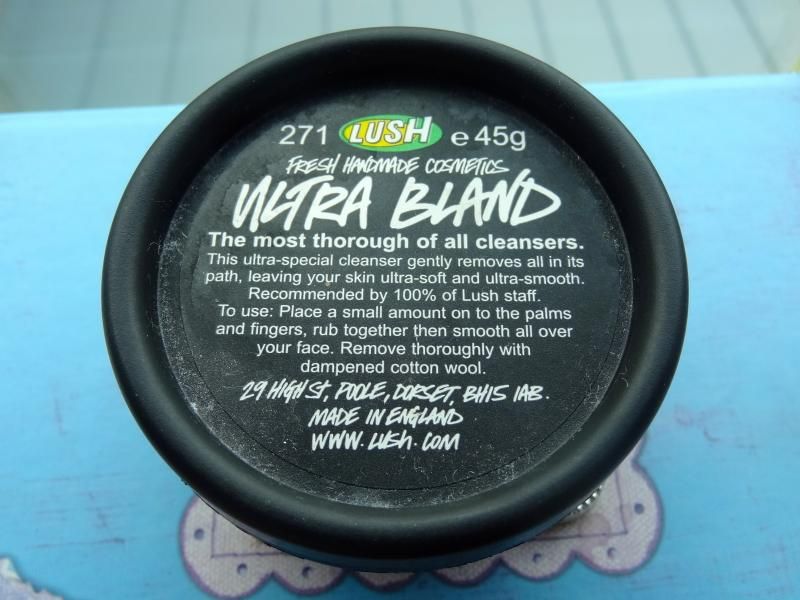 271 LUSH e 45g
FRESH HANDMADE COSMETICS
ULTRA BLAND
The most thorough of all cleansers.
This ultra-special cleanser gently removes all in its
path, leaving your skin ultra-soft and ultra-smooth.
Recommended by 100% of Lush staff.
To use: Place a small amount on to the palms
and fingers, rub together then smooth all over
your face. Remove thoroughly with
dampened cotton wool.
29 HIGH ST, POOLE, DORSET, BH15 1AB.
MADE IN ENGLAND
WWW.LUSH.COM